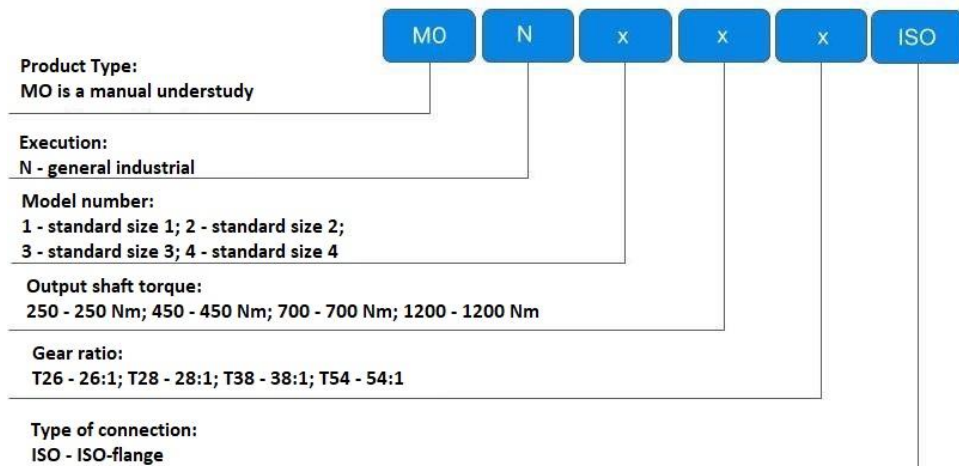 MO N x x x ISO
Product Type:
MO is a manual understudy
Execution:
N - general industrial
Model number:
1 - standard size 1; 2 - standard size 2;
3 - standard size 3; 4 - standard size 4
Output shaft torque:
250 - 250 Nm; 450 - 450 Nm; 700 - 700 Nm; 1200 - 1200 Nm
Gear ratio:
T26 - 26:1; T28 - 28:1; T38 - 38:1; T54 - 54:1
Type of connection:
ISO - ISO-flange